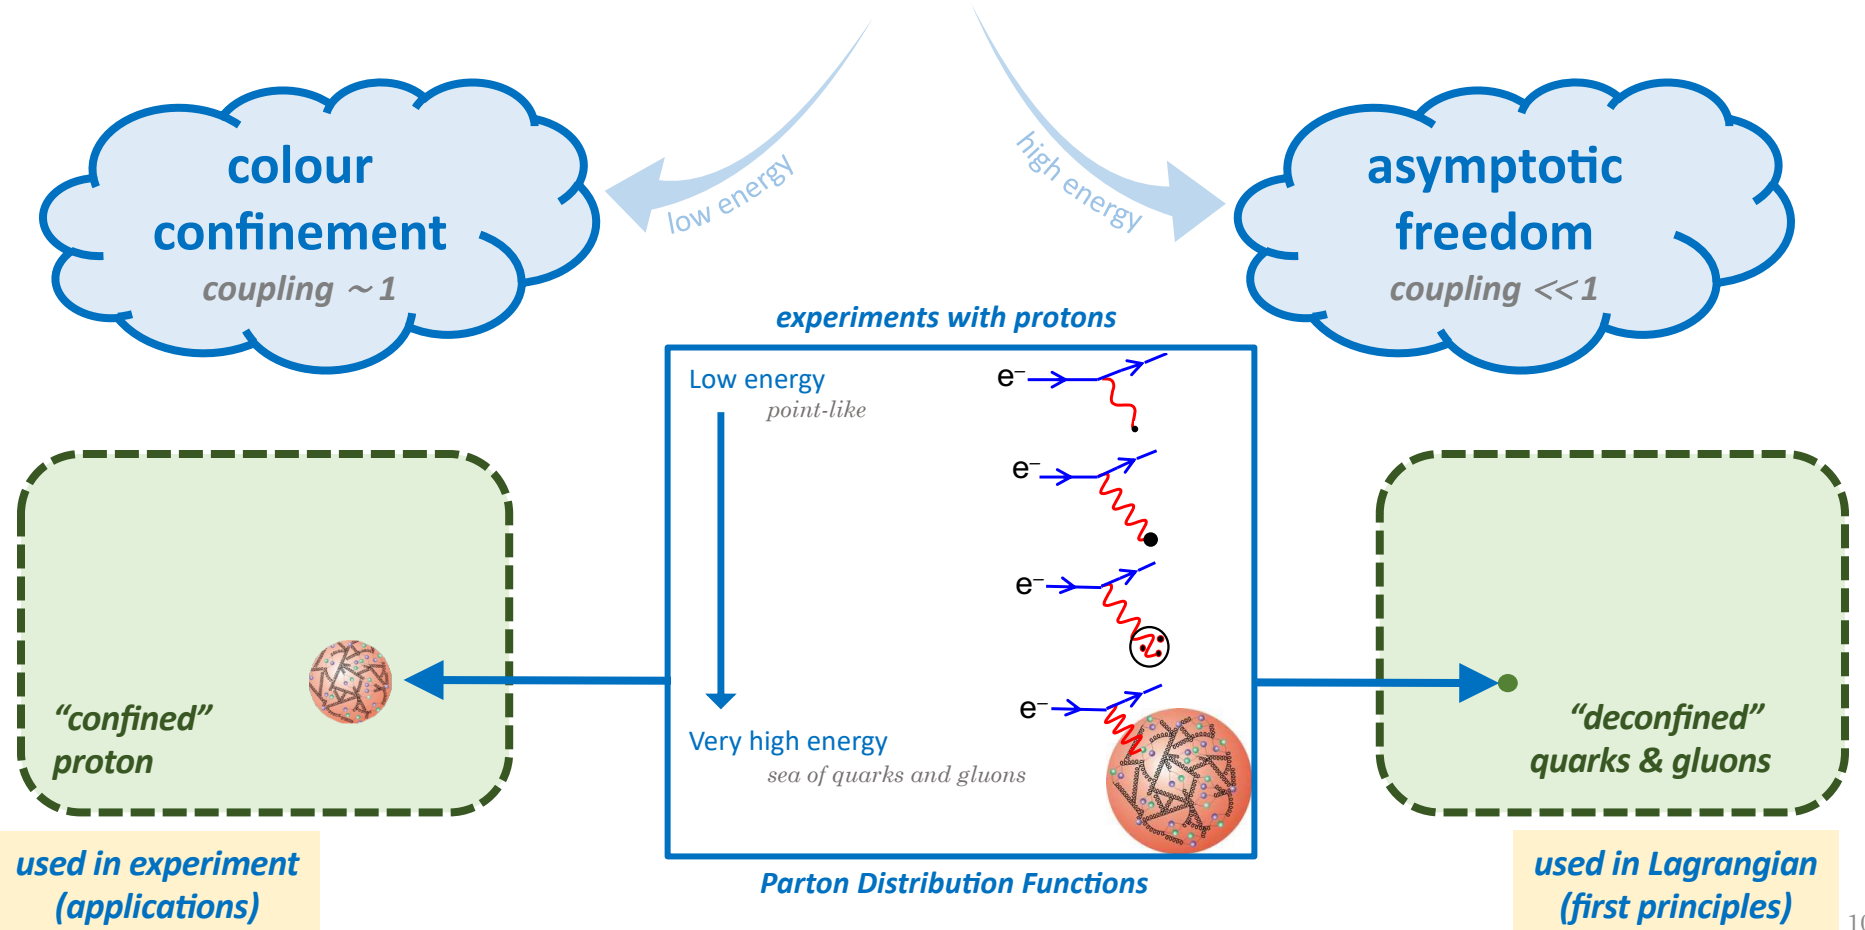 low energy
high energy
colour
confinement
coupling ~ 1
asymptotic
freedom
coupling << 1
experiments with protons
Low energy
point-like
e⁻
e⁻
e⁻
e⁻
Very high energy
sea of quarks and gluons
Parton Distribution Functions
“confined”
proton
“deconfined”
quarks & gluons
used in experiment
(applications)
used in Lagrangian
(first principles)